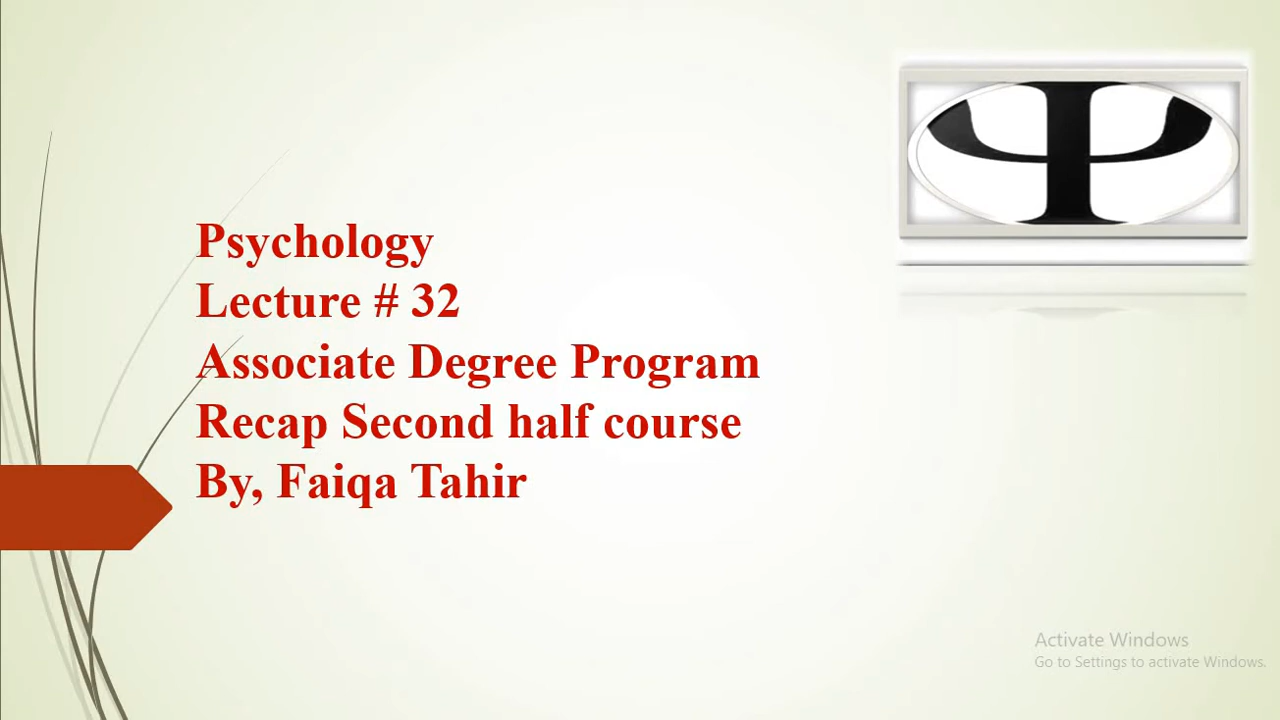 Psychology
Lecture # 32
Associate Degree Program
Recap Second half course
By, Faiqa Tahir
Activate Windows
Go to Settings to activate Windows.